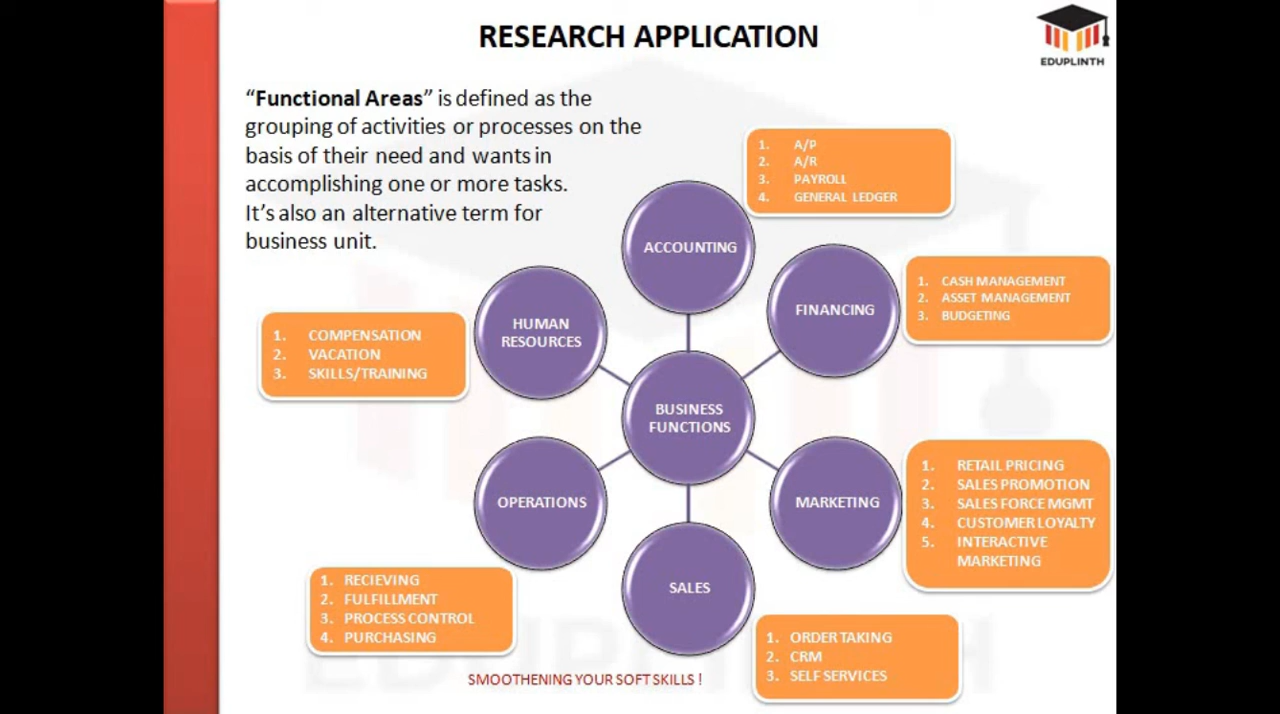 RESEARCH APPLICATION
EDUPLINTH
“Functional Areas” is defined as the
grouping of activities or processes on the
basis of their need and wants in
accomplishing one or more tasks.
It’s also an alternative term for
business unit.
1. A/P
2. A/R
3. PAYROLL
4. GENERAL LEDGER
ACCOUNTING
FINANCING
1. CASH MANAGEMENT
2. ASSET MANAGEMENT
3. BUDGETING
HUMAN
RESOURCES
1. COMPENSATION
2. VACATION
3. SKILLS/TRAINING
BUSINESS
FUNCTIONS
OPERATIONS
MARKETING
1. RETAIL PRICING
2. SALES PROMOTION
3. SALES FORCE MGMT
4. CUSTOMER LOYALTY
5. INTERACTIVE
MARKETING
1. RECIEVING
2. FULFILLMENT
3. PROCESS CONTROL
4. PURCHASING
SALES
1. ORDER TAKING
2. CRM
3. SELF SERVICES
EDUPLINTH
SMOOTHENING YOUR SOFT SKILLS !